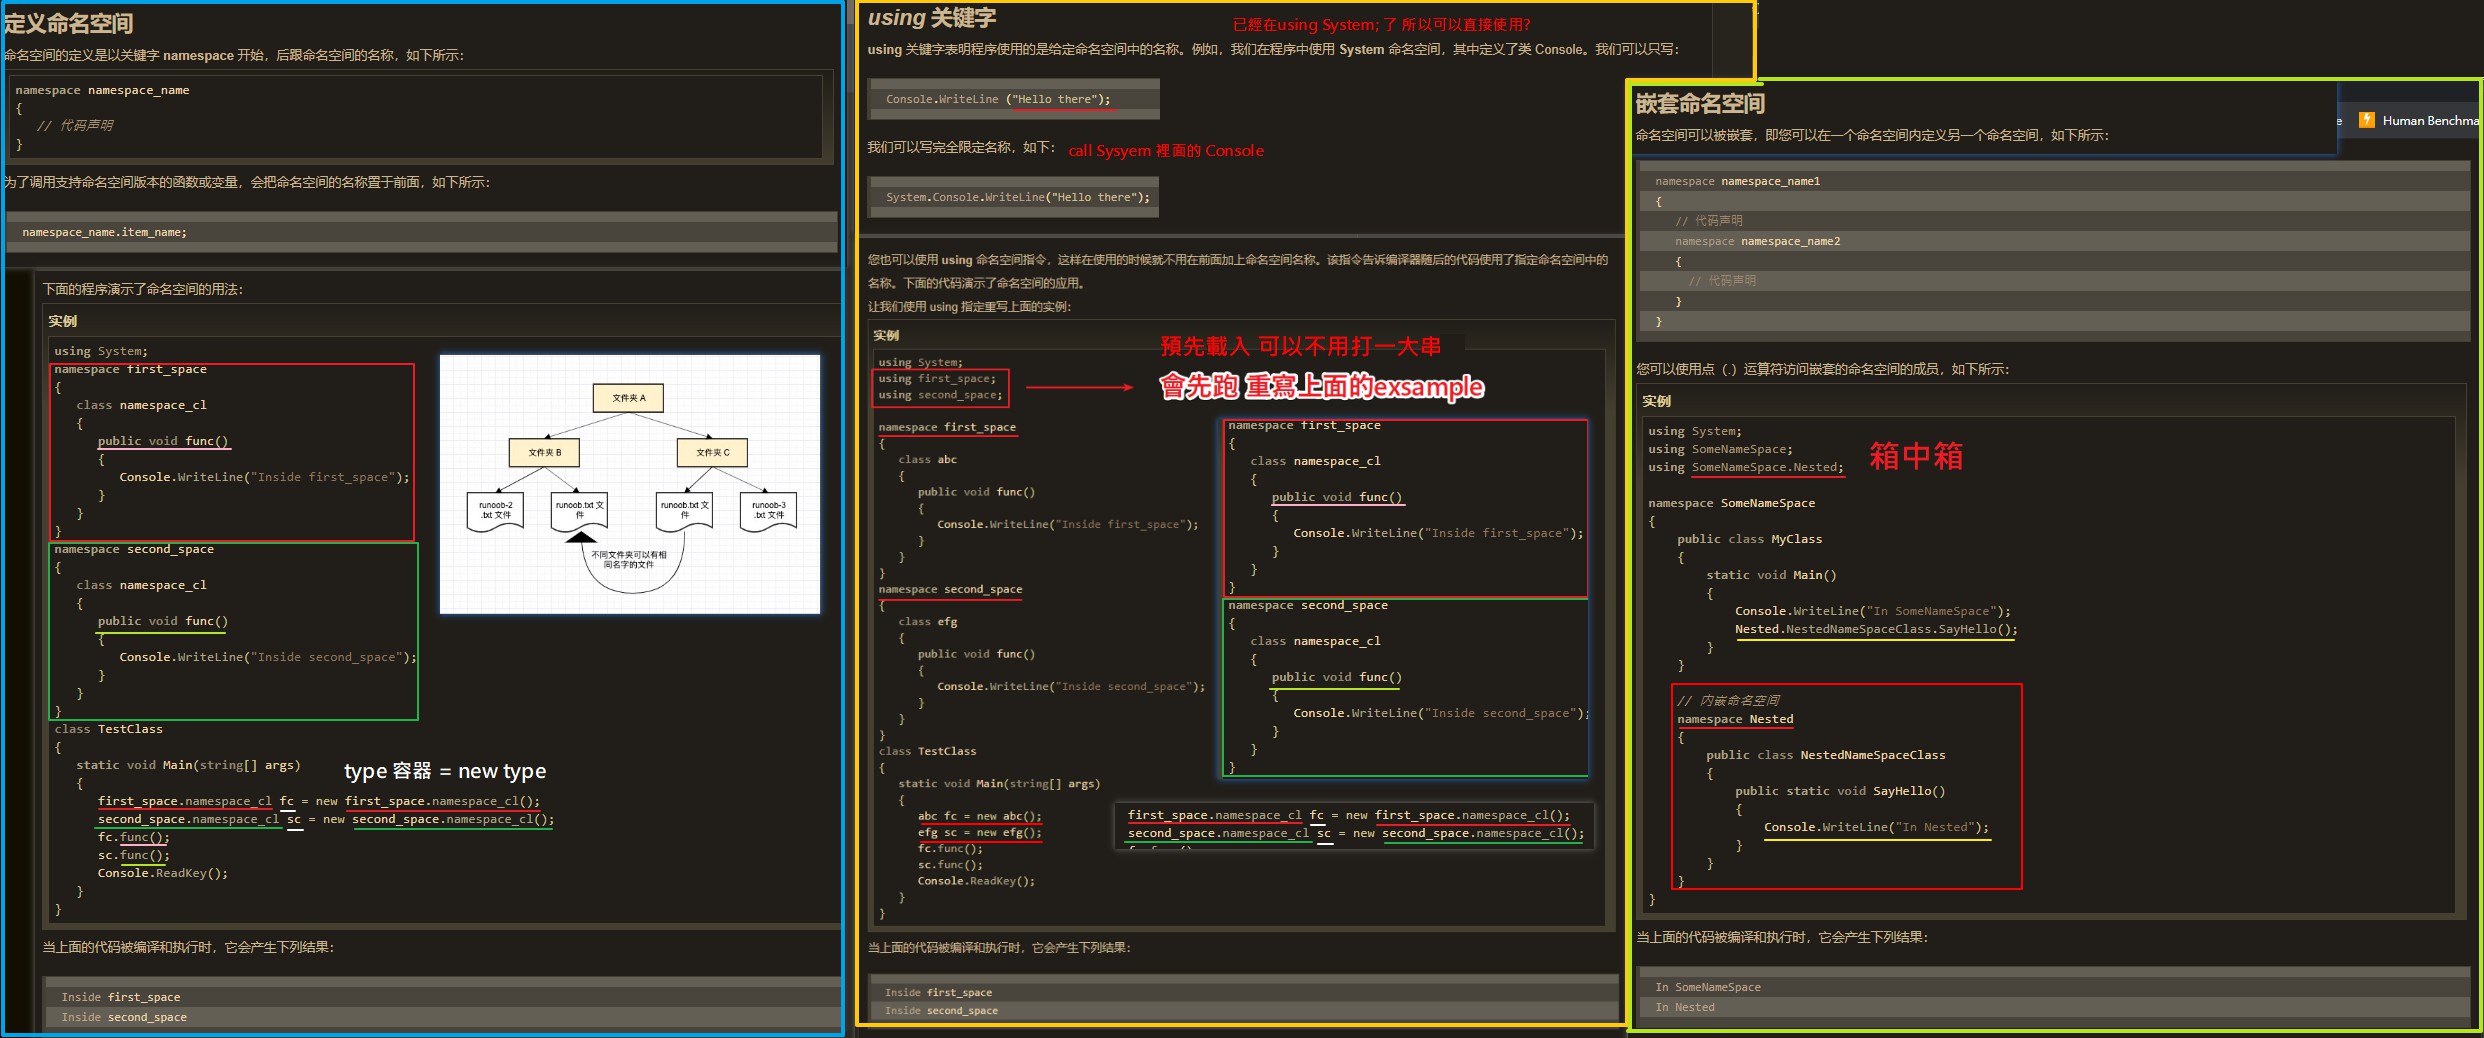 定义命名空间
命名空间的定义是以关键字 namespace 开始，后跟命名空间的名称，如下所示：
namespace namespace_name
{
// 代码声明
}
为了调用支持命名空间版本的函数或变量，会把命名空间的名称置于前面，如下所示：
namespace_name.item_name;
下面的程序演示了命名空间的用法：
实例
using System;
namespace first_space
{
class namespace_cl
{
public void func()
{
Console.WriteLine("Inside first_space");
}
}
}
namespace second_space
{
class namespace_cl
{
public void func()
{
Console.WriteLine("Inside second_space");
}
}
}
class TestClass
{
static void Main(string[] args)
{
first_space.namespace_cl fc = new first_space.namespace_cl();
second_space.namespace_cl sc = new second_space.namespace_cl();
fc.func();
sc.func();
Console.ReadKey();
}
}
type 容器 = new type
文件夹 A
文件夹 B
文件夹 C
runoob-2
.txt 文件
runoob.txt 文
件
runoob.txt 文
件
runoob-3
.txt 文件
不同文件夹可以有相
同名字的文件
当上面的代码被编译和执行时，它会产生下列结果：
Inside first_space
Inside second_space
using 关键字
已經在using System; 了 所以可以直接使用?
using 关键字表明程序使用的是给定命名空间中的名称。例如，我们在程序中使用 System 命名空间，其中定义了类 Console。我们可以只写：
Console.WriteLine ("Hello there");
我们可以写完全限定名称，如下：
call Sysyem 裡面的 Console
System.Console.WriteLine("Hello there");
您也可以使用 using 命名空间指令，这样在使用的时候就不用在前面加上命名空间名称。该指令告诉编译器随后的代码使用了指定命名空间中的
名称。下面的代码演示了命名空间的应用。
让我们使用 using 指定重写上面的实例：
实例
using System;
using first_space;
using second_space;
預先載入 可以不用打一大串
會先跑 重寫上面的exsample
namespace first_space
{
class abc
{
public void func()
{
Console.WriteLine("Inside first_space");
}
}
}
namespace second_space
{
class efg
{
public void func()
{
Console.WriteLine("Inside second_space");
}
}
}
class TestClass
{
static void Main(string[] args)
{
abc fc = new abc();
efg sc = new efg();
fc.func();
sc.func();
Console.ReadKey();
}
}
namespace first_space
{
class namespace_cl
{
public void func()
{
Console.WriteLine("Inside first_space");
}
}
}
namespace second_space
{
class namespace_cl
{
public void func()
{
Console.WriteLine("Inside second_space");
}
}
}
first_space.namespace_cl fc = new first_space.namespace_cl();
second_space.namespace_cl sc = new second_space.namespace_cl();
当上面的代码被编译和执行时，它会产生下列结果：
Inside first_space
Inside second_space
嵌套命名空间
命名空间可以被嵌套，即您可以在一个命名空间内定义另一个命名空间，如下所示：
e
Human Benchma
namespace namespace_name1
{
// 代码声明
namespace namespace_name2
{
// 代码声明
}
}
您可以使用点（.）运算符访问嵌套的命名空间的成员，如下所示：
实例
using System;
using SomeNameSpace;
using SomeNameSpace.Nested;
箱中箱
namespace SomeNameSpace
{
public class MyClass
{
static void Main()
{
Console.WriteLine("In SomeNameSpace");
Nested.NestedNameSpaceClass.SayHello();
}
}
// 内嵌命名空间
namespace Nested
{
public class NestedNameSpaceClass
{
public static void SayHello()
{
Console.WriteLine("In Nested");
}
}
}
}
当上面的代码被编译和执行时，它会产生下列结果：
In SomeNameSpace
In Nested